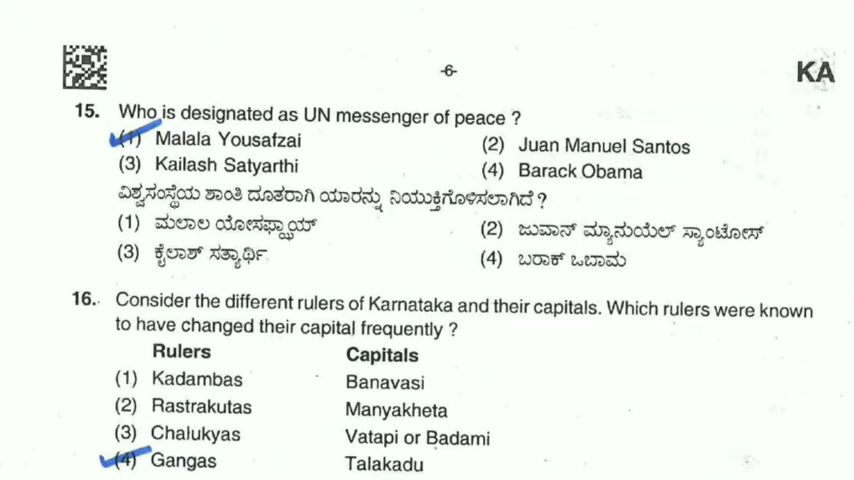 -6-
KA
15. Who is designated as UN messenger of peace ?
(1) Malala Yousafzai (2) Juan Manuel Santos
(3) Kailash Satyarthi (4) Barack Obama
ವಿಶ್ವಸಂಸ್ಥೆಯ ಶಾಂತಿ ದೂತರಾಗಿ ಯಾರನ್ನು ನಿಯುಕ್ತಿಗೊಳಿಸಲಾಗಿದೆ ?
(1) ಮಲಾಲ ಯೋಸಫ್ಝಾಯ್ (2) ಜುವಾನ್ ಮ್ಯಾನುಯೆಲ್ ಸ್ಯಾಂಟೋಸ್
(3) ಕೈಲಾಶ್ ಸತ್ಯಾರ್ಥಿ (4) ಬರಾಕ್ ಒಬಾಮ
16. Consider the different rulers of Karnataka and their capitals. Which rulers were known
to have changed their capital frequently ?
Rulers Capitals
(1) Kadambas Banavasi
(2) Rastrakutas Manyakheta
(3) Chalukyas Vatapi or Badami
(4) Gangas Talakadu